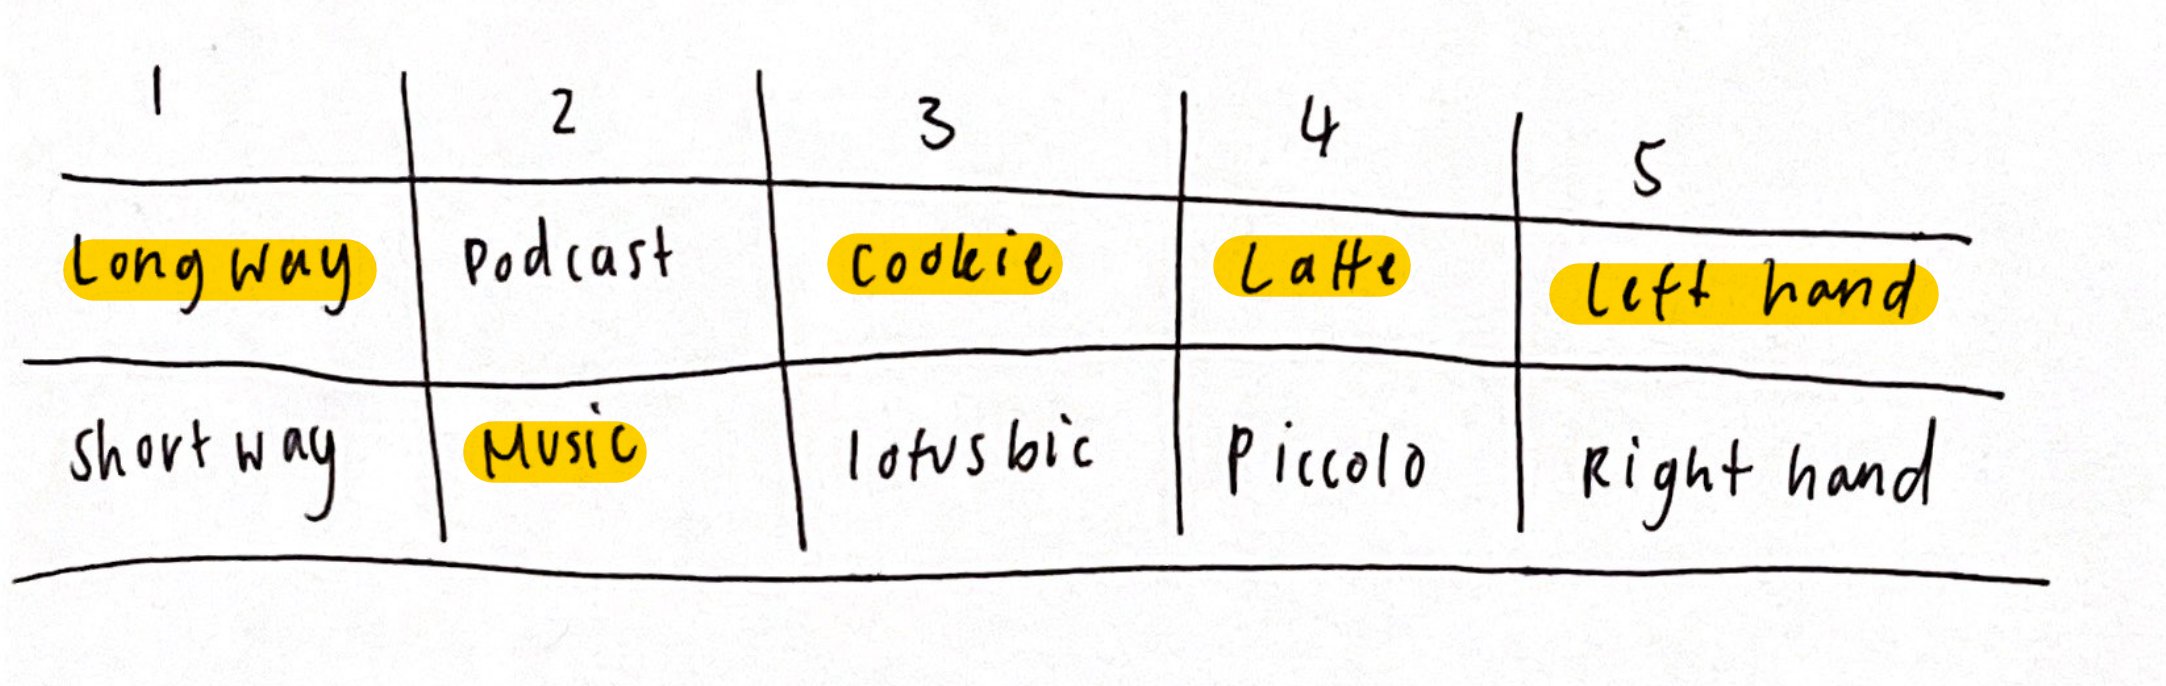 1 2 3 4 5
Long way Podcast Cookie Latte Left hand
Short way Music lotus bic Piccolo Right hand